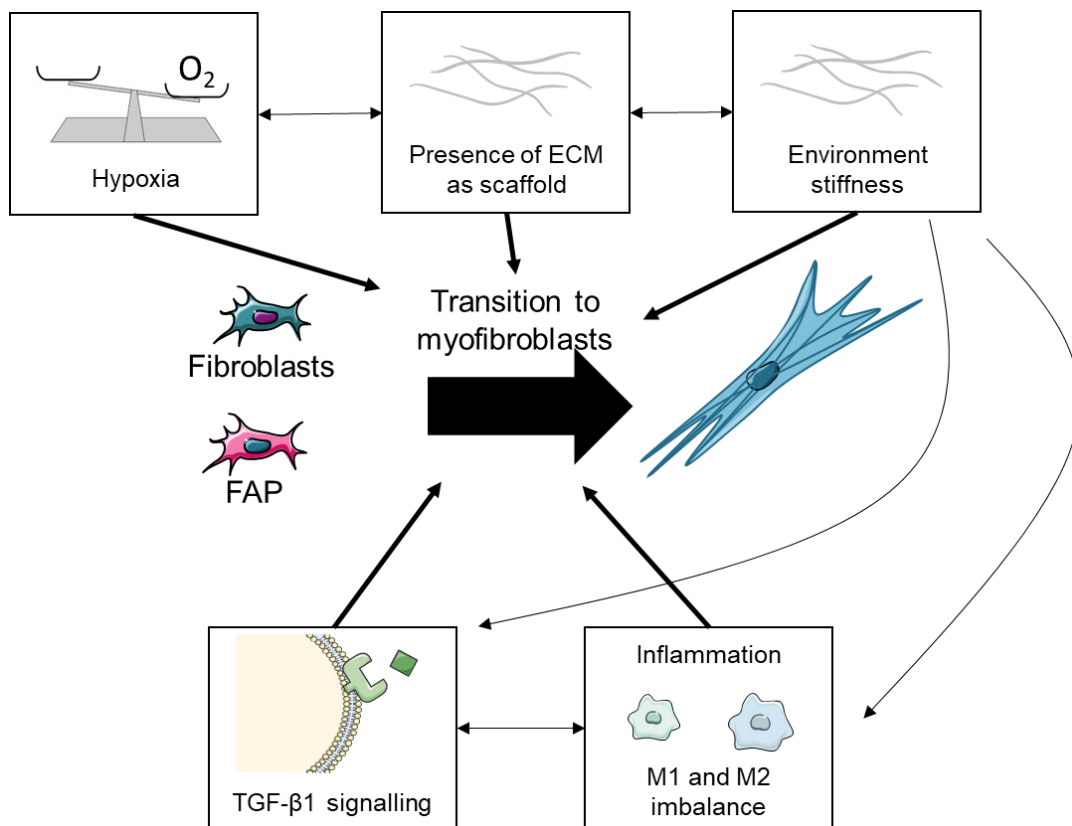 O₂
Hypoxia
Presence of ECM
as scaffold
Environment
stiffness
Transition to
myofibroblasts
Fibroblasts
FAP
TGF-β1 signalling
Inflammation
M1 and M2
imbalance